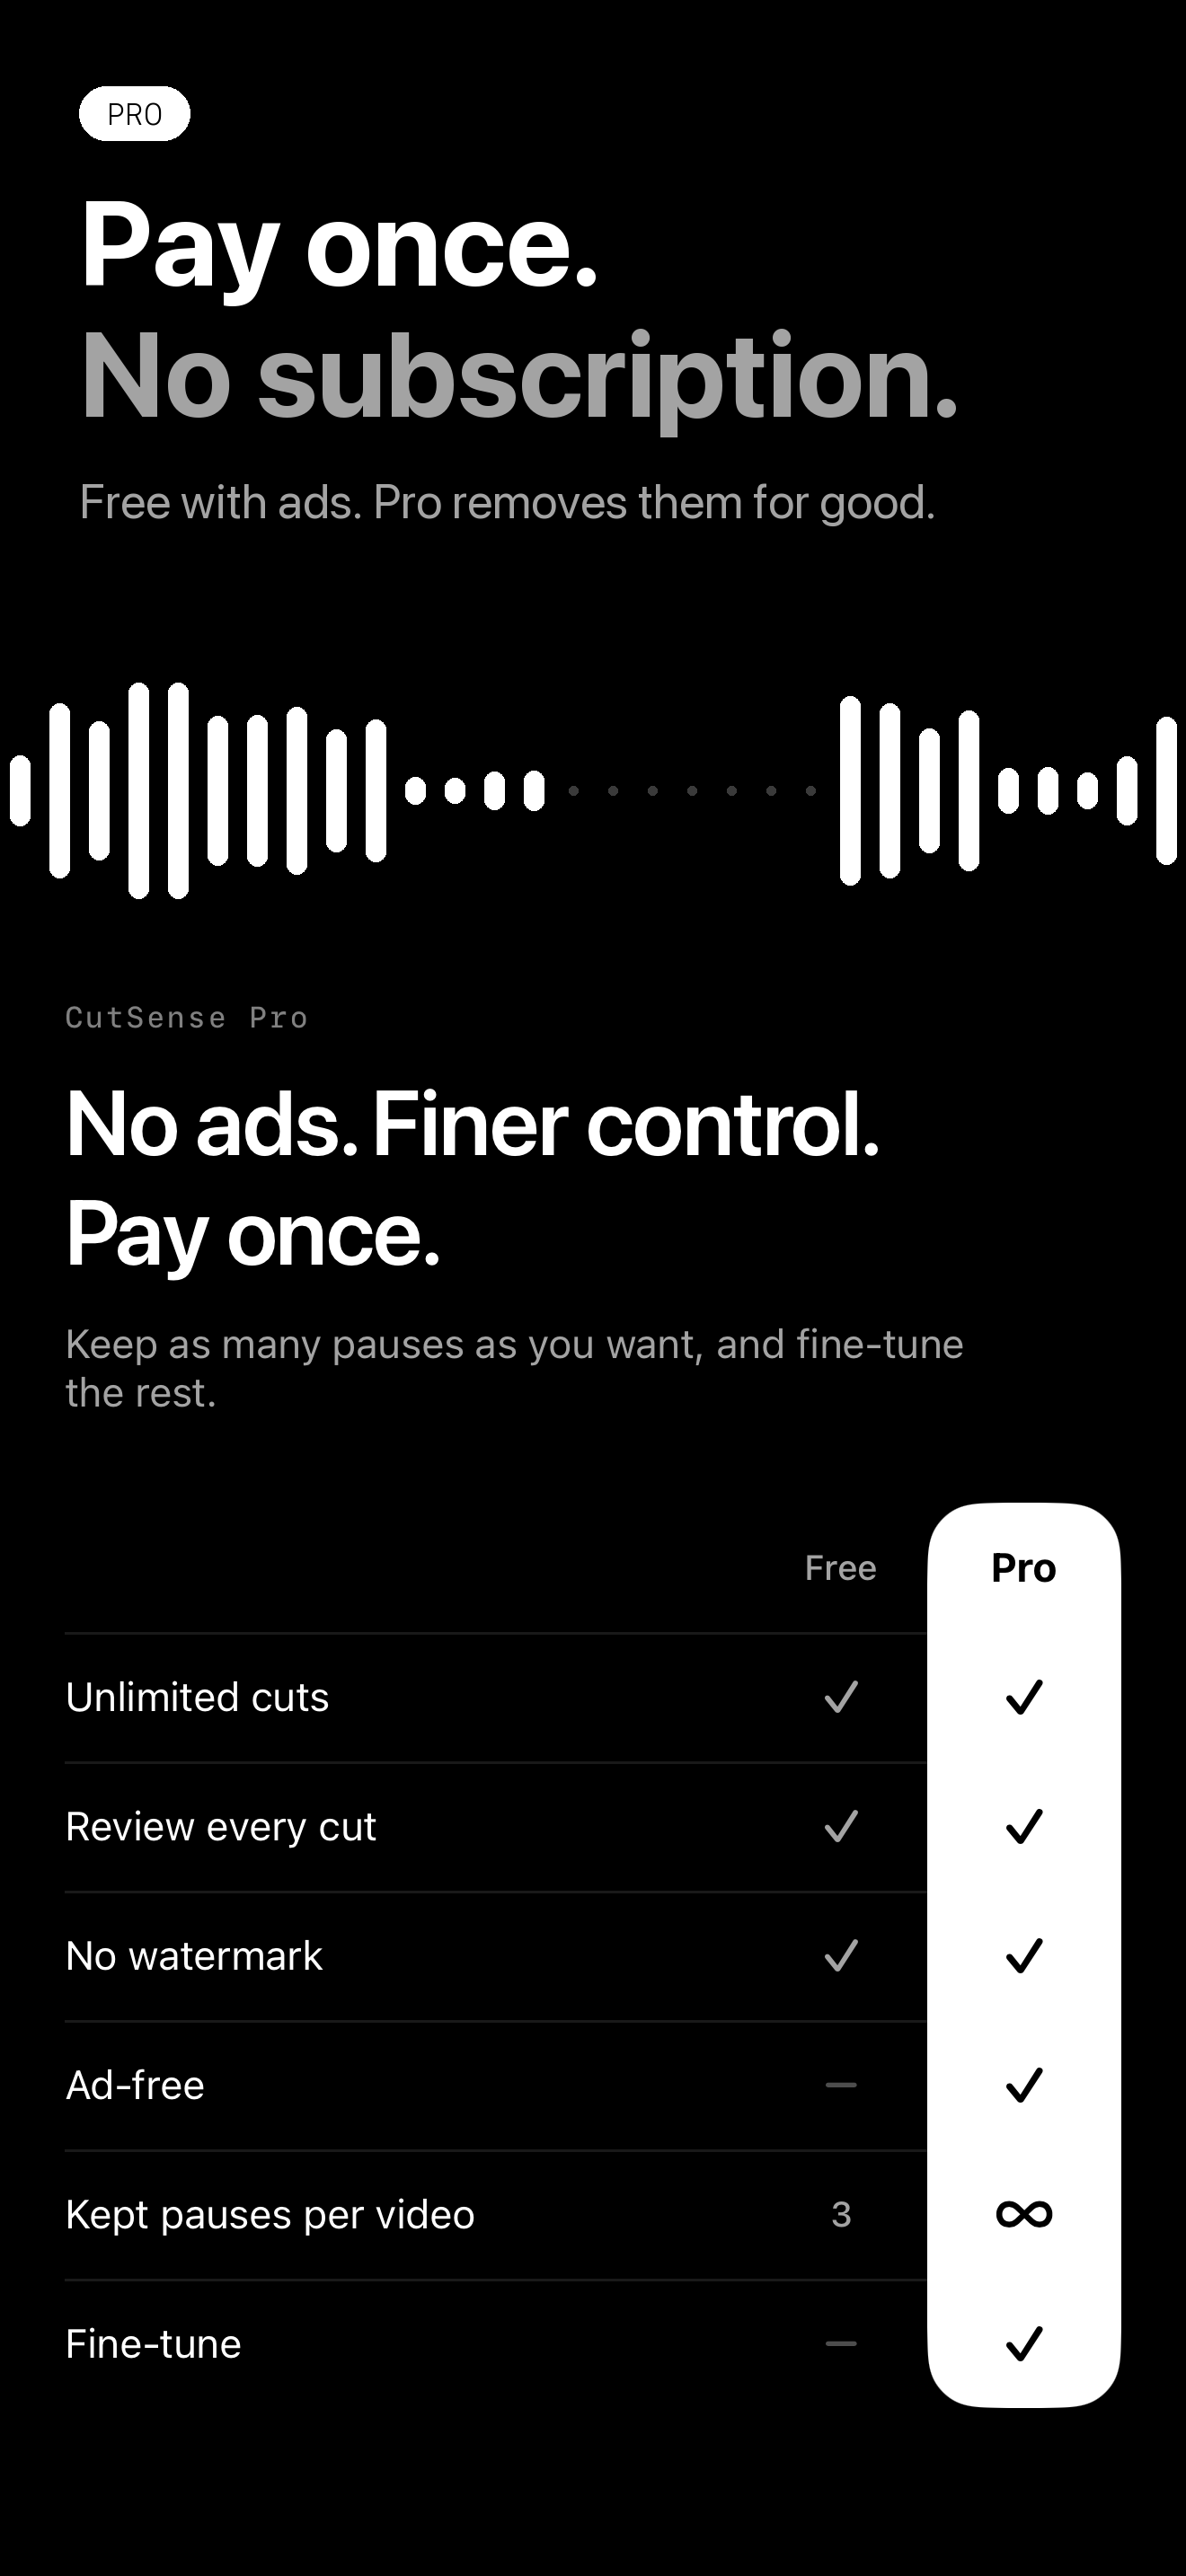 PRO
Pay once.
No subscription.
Free with ads. Pro removes them for good.
CutSense Pro
No ads. Finer control.
Pay once.
Keep as many pauses as you want, and fine-tune
the rest.
Free Pro
Unlimited cuts ✓ ✓
Review every cut ✓ ✓
No watermark ✓ ✓
Ad-free — ✓
Kept pauses per video 3 ∞
Fine-tune — ✓